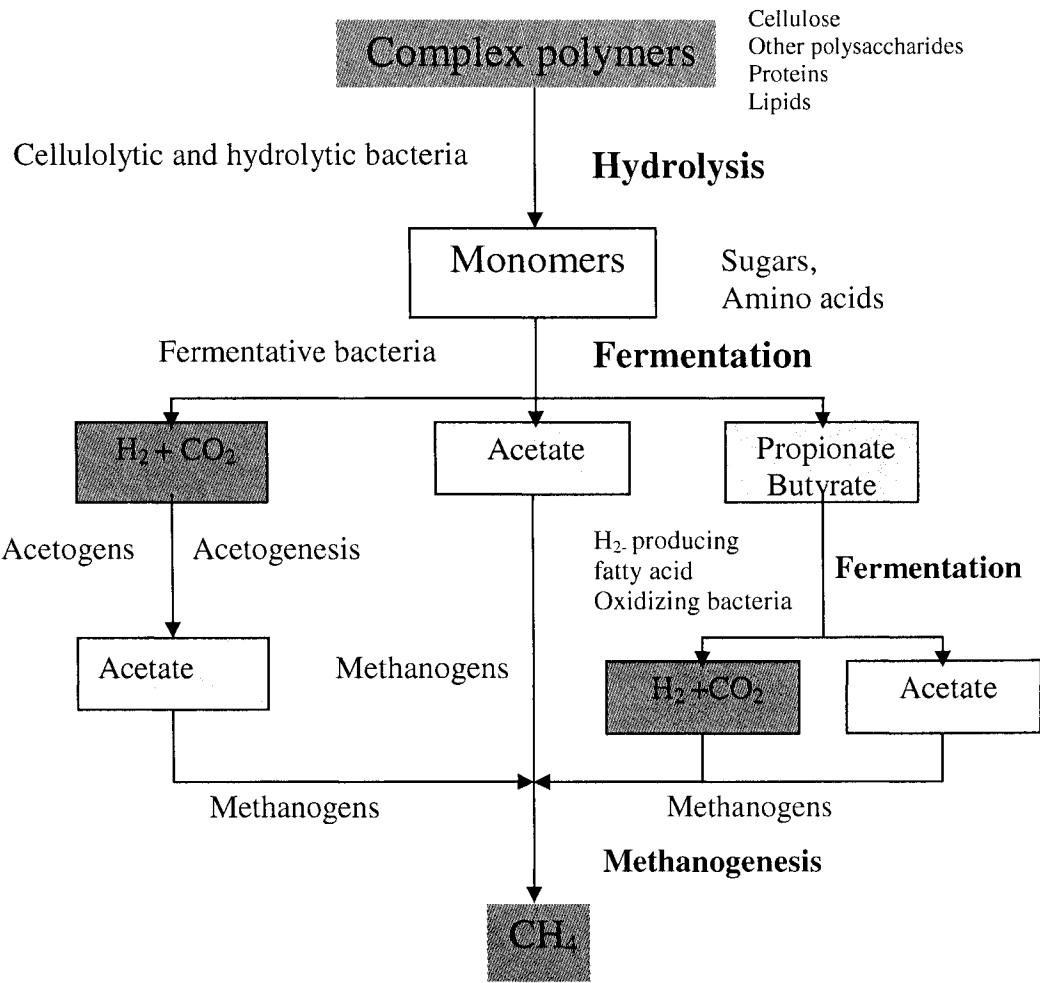 Complex polymers
Cellulose
Other polysaccharides
Proteins
Lipids
Cellulolytic and hydrolytic bacteria
Hydrolysis
Monomers
Sugars,
Amino acids
Fermentative bacteria
Fermentation
H₂ + CO₂
Acetate
Propionate
Butyrate
Acetogens
Acetogenesis
H₂- producing
fatty acid
Oxidizing bacteria
Fermentation
Acetate
Methanogens
H₂ +CO₂
Acetate
Methanogens
Methanogens
Methanogenesis
CH₄